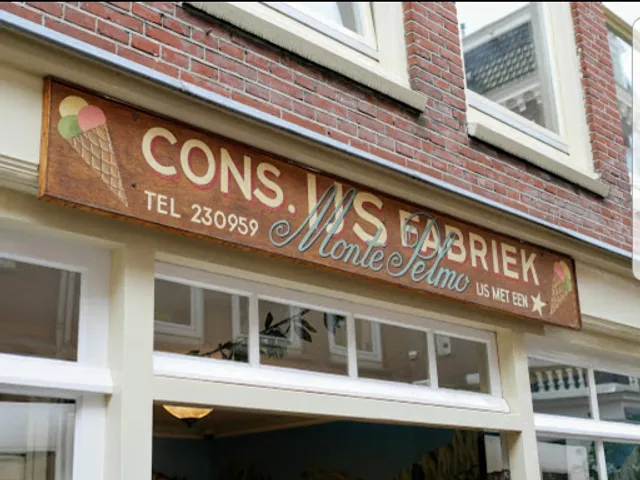 CONS. IJS FABRIEK
TEL 230959
Monte Pelmo
IJS MET EEN